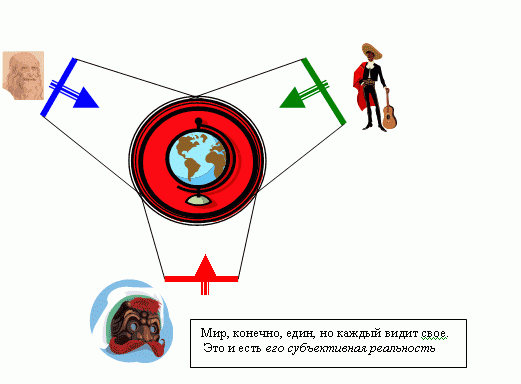 Мир, конечно, един, но каждый видит свое.
Это и есть его субъективная реальность